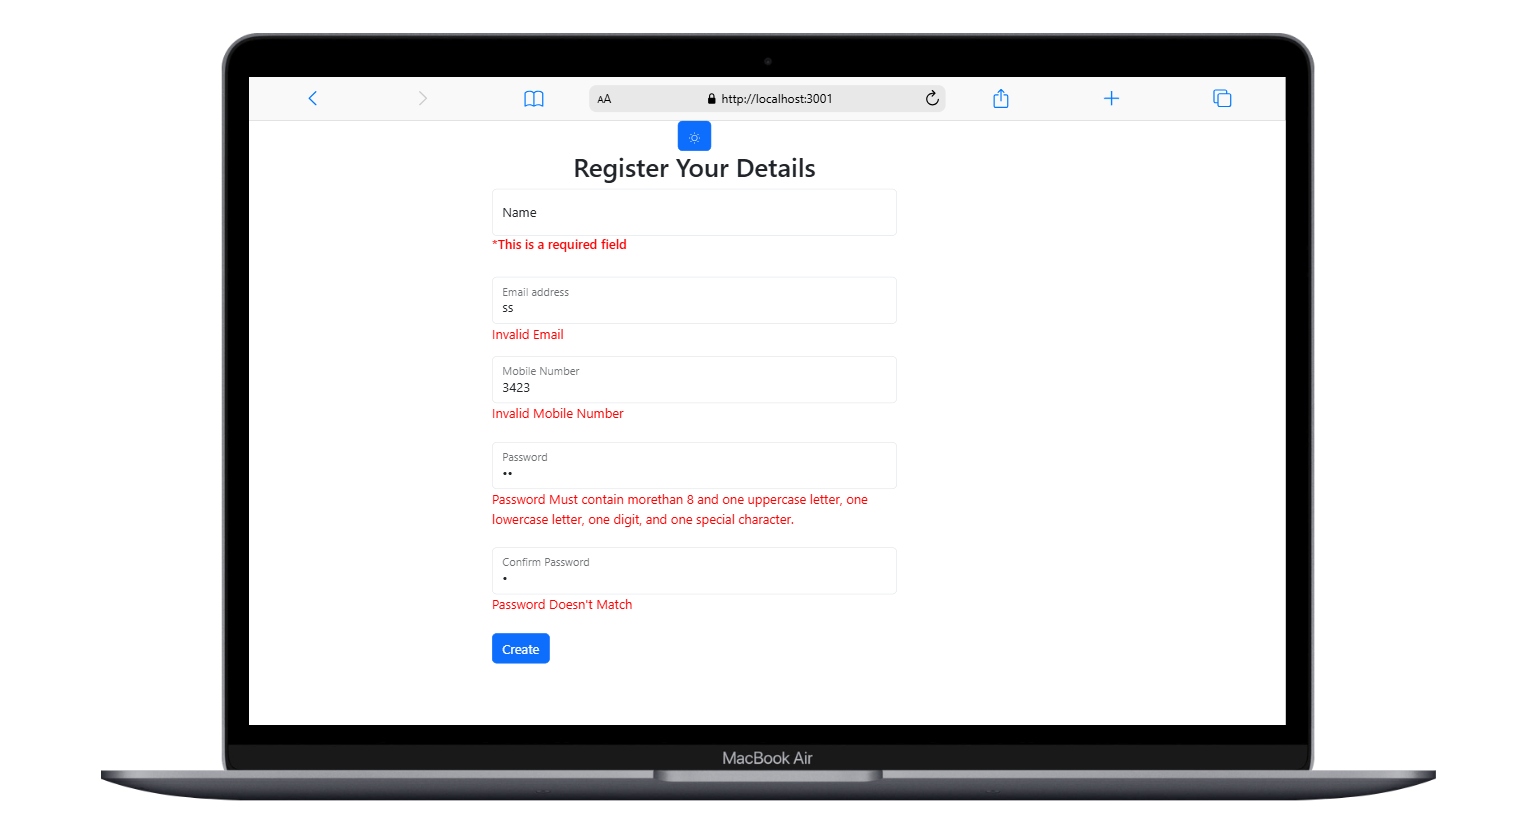 AA
http://localhost:3001
Register Your Details
Name
*This is a required field
Email address
ss
Invalid Email
Mobile Number
3423
Invalid Mobile Number
Password
••
Password Must contain morethan 8 and one uppercase letter, one
lowercase letter, one digit, and one special character.
Confirm Password
•
Password Doesn't Match
Create
MacBook Air